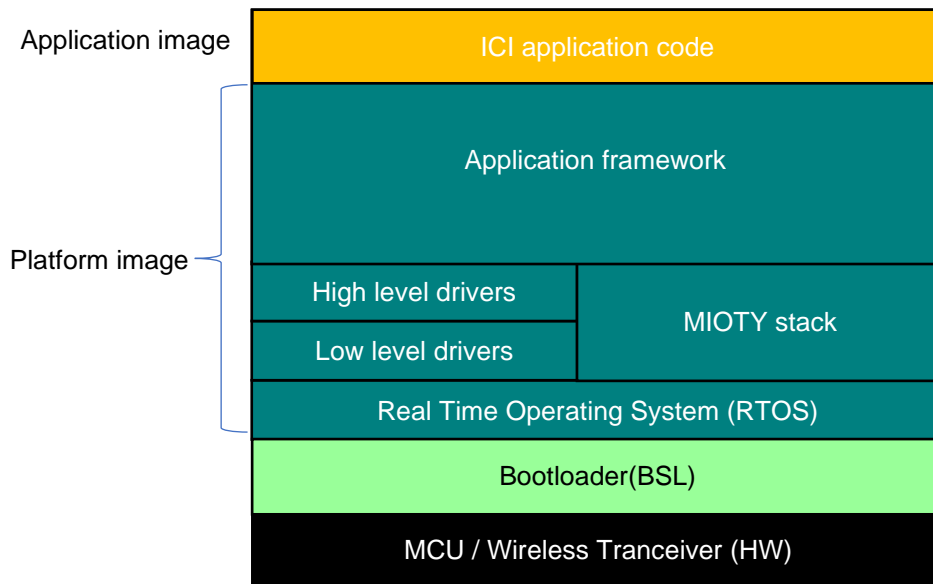 Application image
ICI application code
Application framework
Platform image
High level drivers
MIOTY stack
Low level drivers
Real Time Operating System (RTOS)
Bootloader(BSL)
MCU / Wireless Tranceiver (HW)